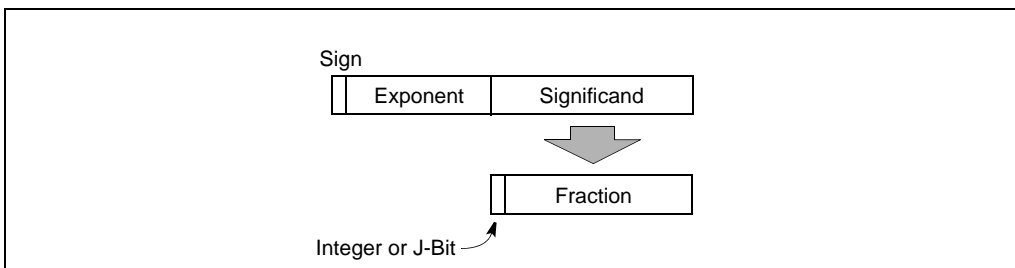 Sign
Exponent Significand
Fraction
Integer or J-Bit